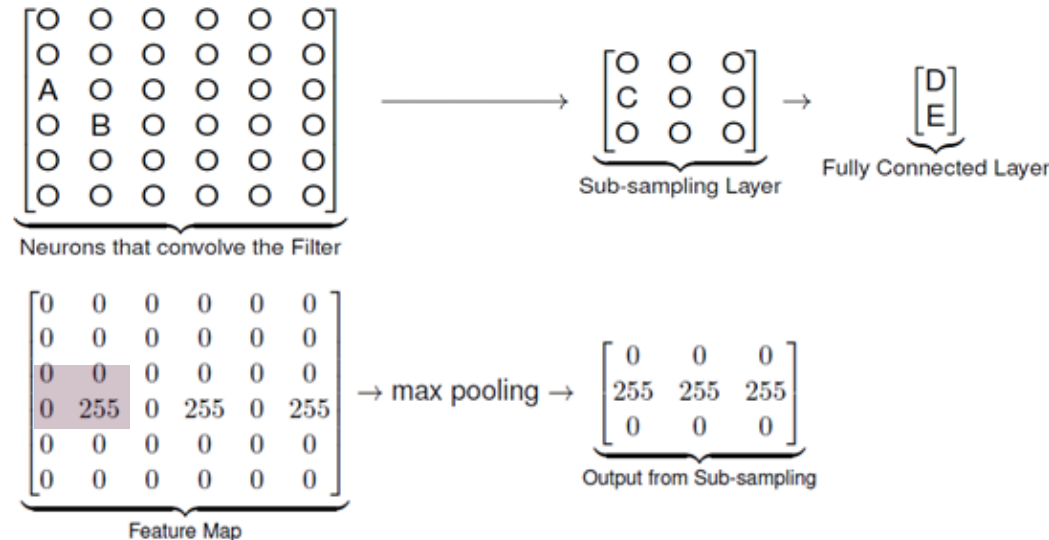 O O O O O O
O O O O O O
A O O O O O
O B O O O O
O O O O O O
O O O O O O
Neurons that convolve the Filter
→
O O O
C O O
O O O
Sub-sampling Layer
→
D
E
Fully Connected Layer
0 0 0 0 0 0
0 0 0 0 0 0
0 0 0 0 0 0
0 255 0 255 0 255
0 0 0 0 0 0
0 0 0 0 0 0
Feature Map
→ max pooling →
0 0 0
255 255 255
0 0 0
Output from Sub-sampling